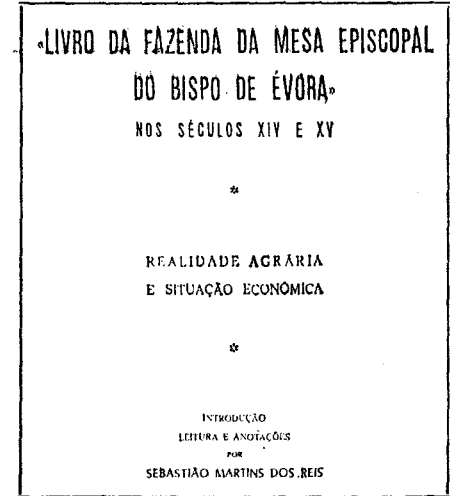 «LIVRO DA FAZENDA DA MESA EPISCOPAL
DO BISPO DE ÉVORA»
NOS SÉCULOS XIV E XV
*
REALIDADE AGRÁRIA
E SITUAÇÃO ECONÓMICA
*
INTRODUÇÃO
LEITURA E ANOTAÇÕES
POR
SEBASTIÃO MARTINS DOS REIS